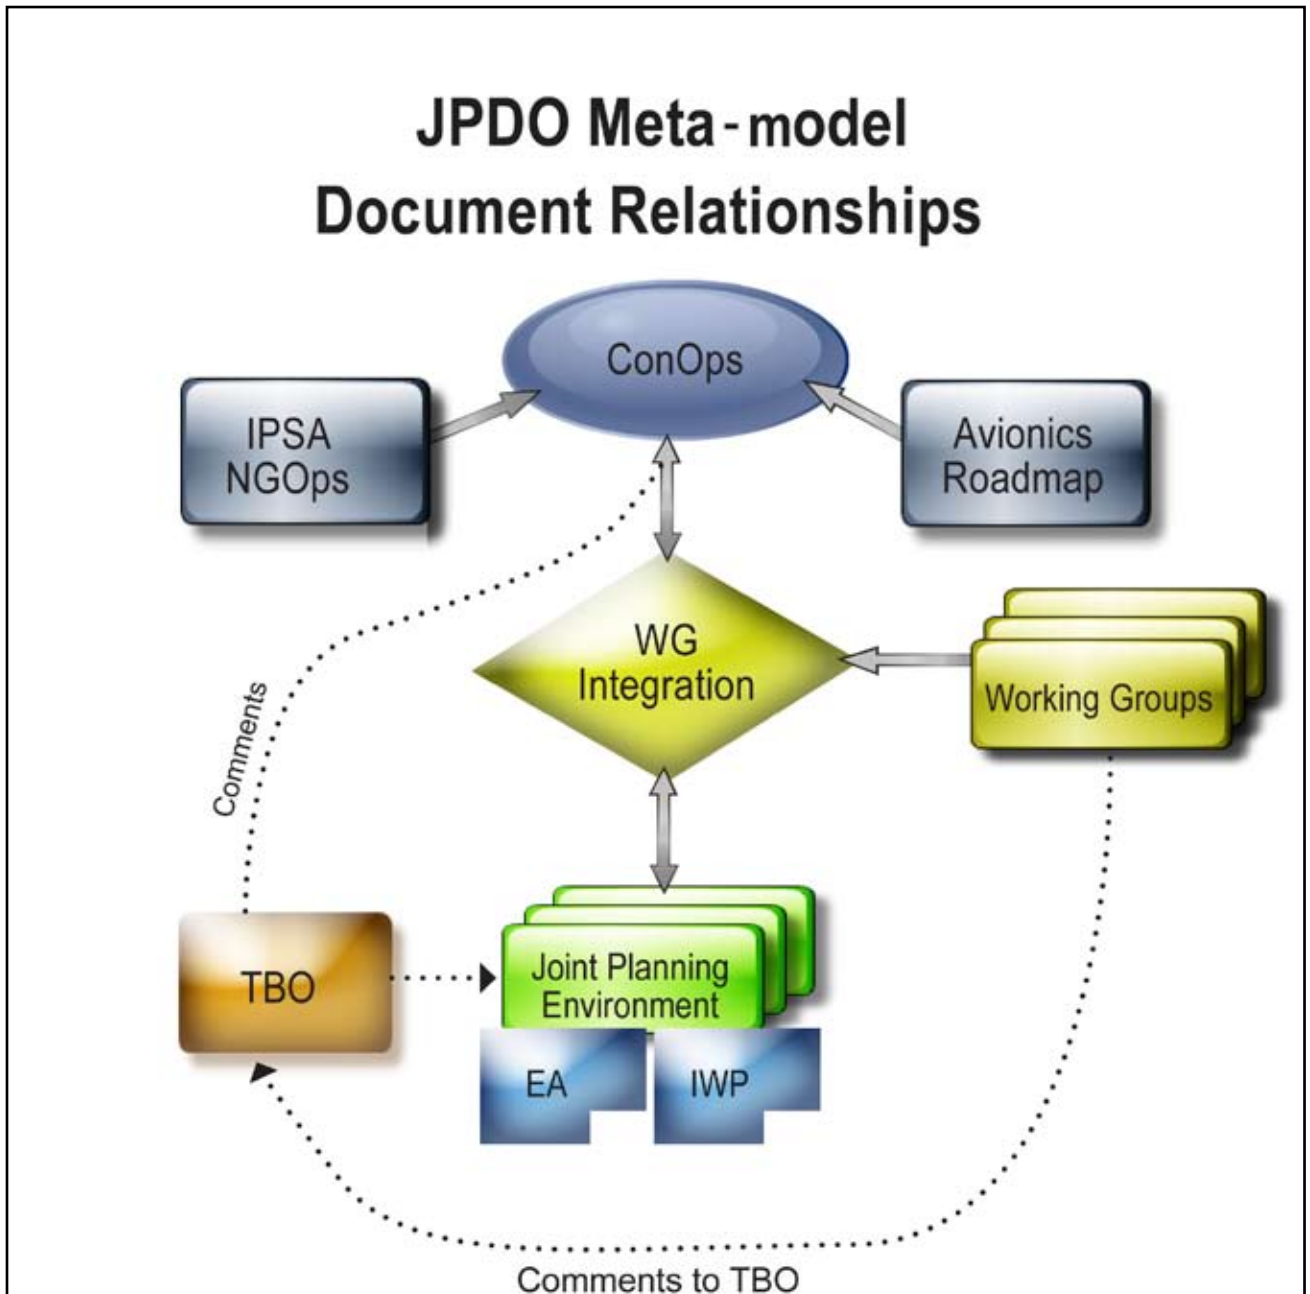 JPDO Meta-model
Document Relationships
ConOps
IPSA
NGOps
Avionics
Roadmap
WG
Integration
Working Groups
Comments
TBO
Joint Planning
Environment
EA
IWP
Comments to TBO